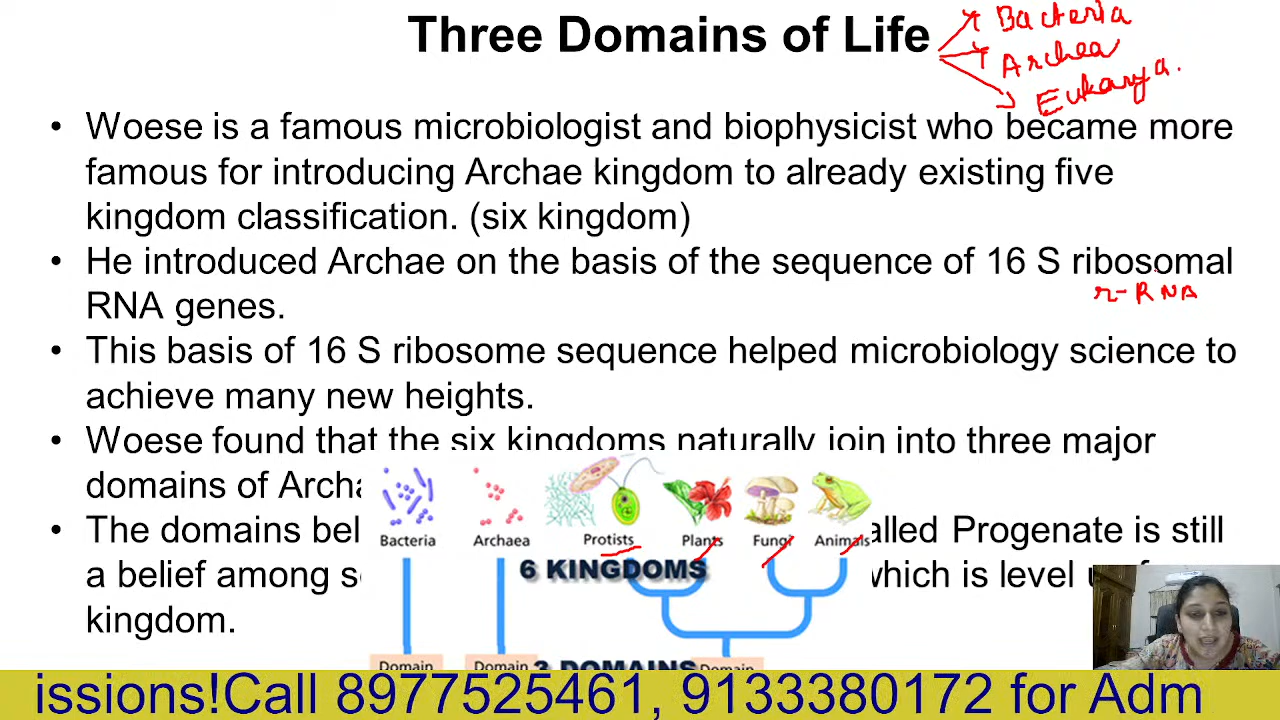 Three Domains of Life
Bacteria
Archea
Eukarya.
• Woese is a famous microbiologist and biophysicist who became more
famous for introducing Archae kingdom to already existing five
kingdom classification. (six kingdom)
• He introduced Archae on the basis of the sequence of 16 S ribosomal
r-RNA
RNA genes.
• This basis of 16 S ribosome sequence helped microbiology science to
achieve many new heights.
• Woese found that the six kingdoms naturally join into three major
domains of
• The domains alled Progenate is still
a belief among which is level
kingdom.
Bacteria Archaea Protists Plants Fungi Animals
6 KINGDOMS
Domain Domain Domain
3 DOMAINS
issions!Call 8977525461, 9133380172 for Adm